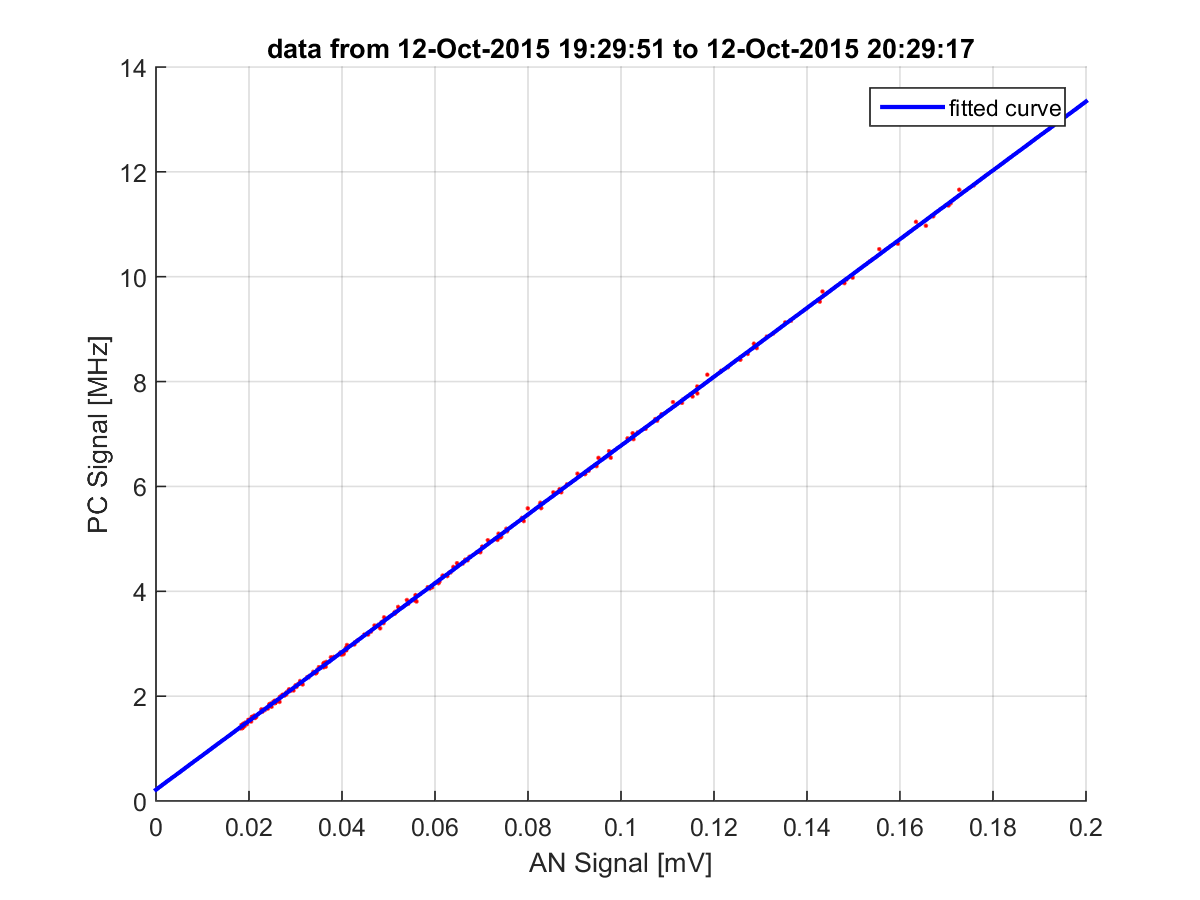 data from 12-Oct-2015 19:29:51 to 12-Oct-2015 20:29:17
fitted curve
14
12
10
8
6
4
2
0
PC Signal [MHz]
0 0.02 0.04 0.06 0.08 0.1 0.12 0.14 0.16 0.18 0.2
AN Signal [mV]